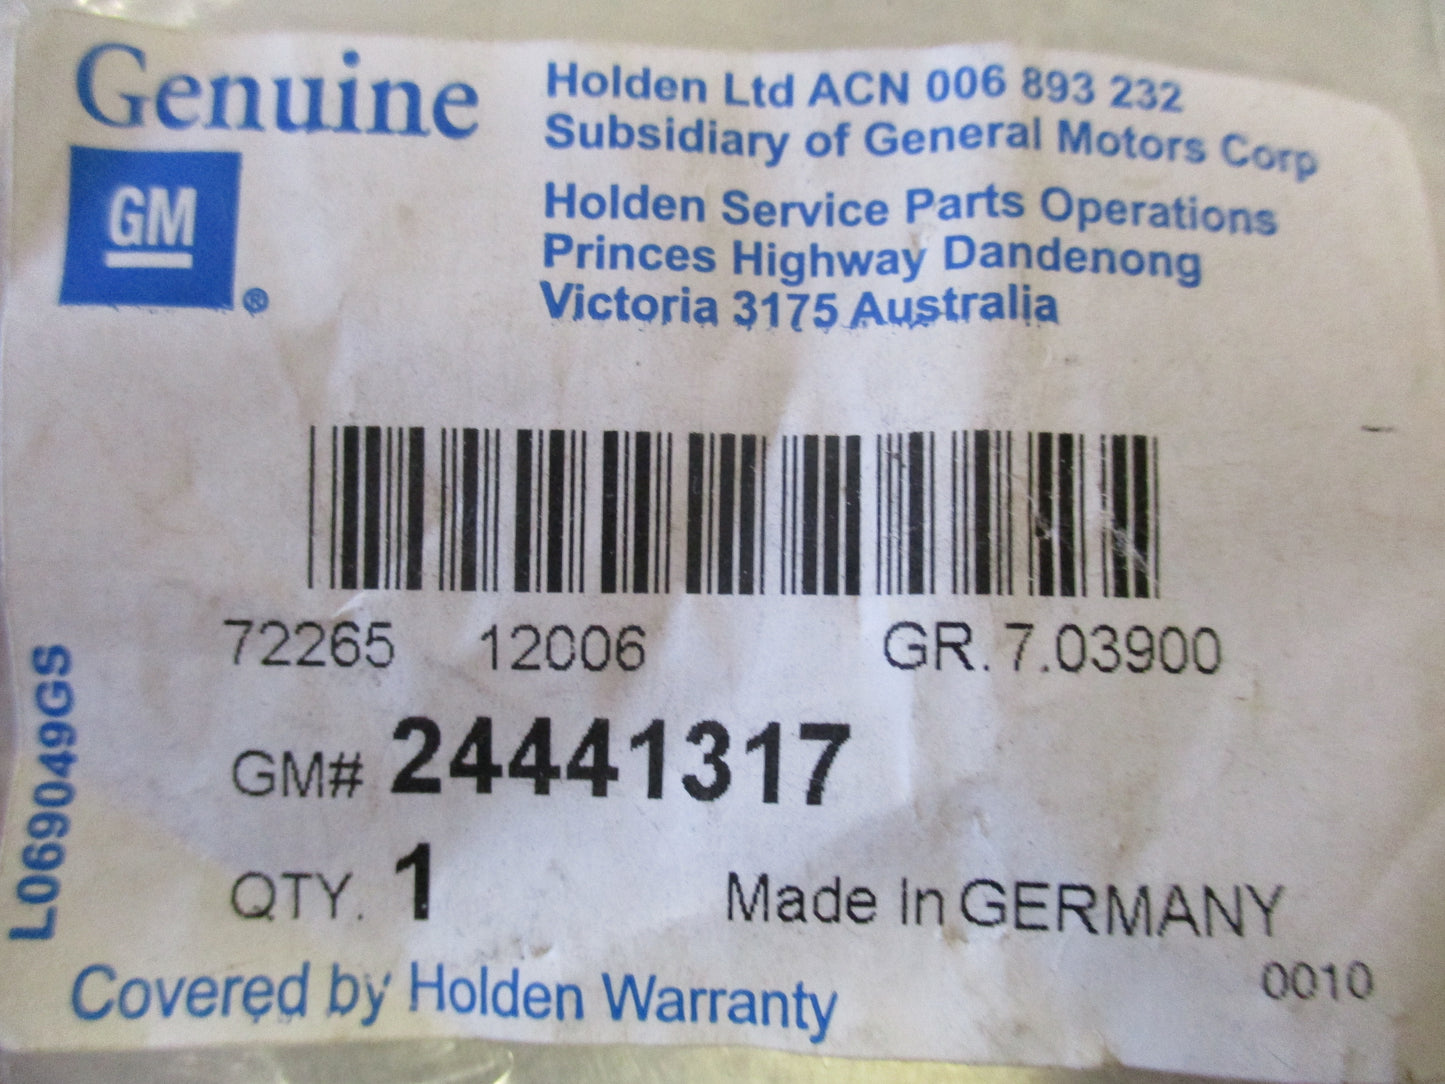 Genuine
GM
®
Holden Ltd ACN 006 893 232
Subsidiary of General Motors Corp
Holden Service Parts Operations
Princes Highway Dandenong
Victoria 3175 Australia
72265 12006 GR. 7.03900
GM# 24441317
QTY. 1 Made In GERMANY
0010
Covered by Holden Warranty
L069049GS